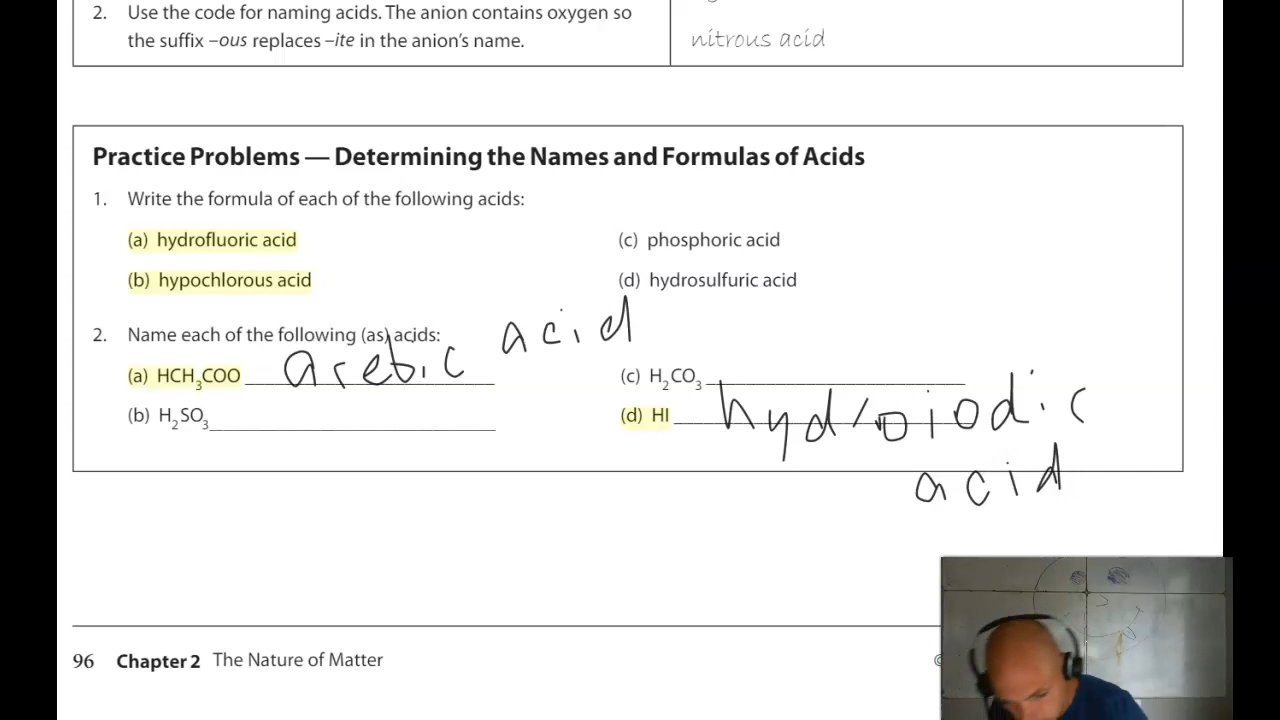 2. Use the code for naming acids. The anion contains oxygen so
the suffix –ous replaces –ite in the anion's name.
nitrous acid
Practice Problems — Determining the Names and Formulas of Acids
1. Write the formula of each of the following acids:
(a) hydrofluoric acid
(c) phosphoric acid
(b) hypochlorous acid
(d) hydrosulfuric acid
2. Name each of the following (as) acids:
(a) HCH₃COO acetic acid
(c) H₂CO₃
(b) H₂SO₃
(d) HI hydroiodic
acid
96 Chapter 2 The Nature of Matter
©